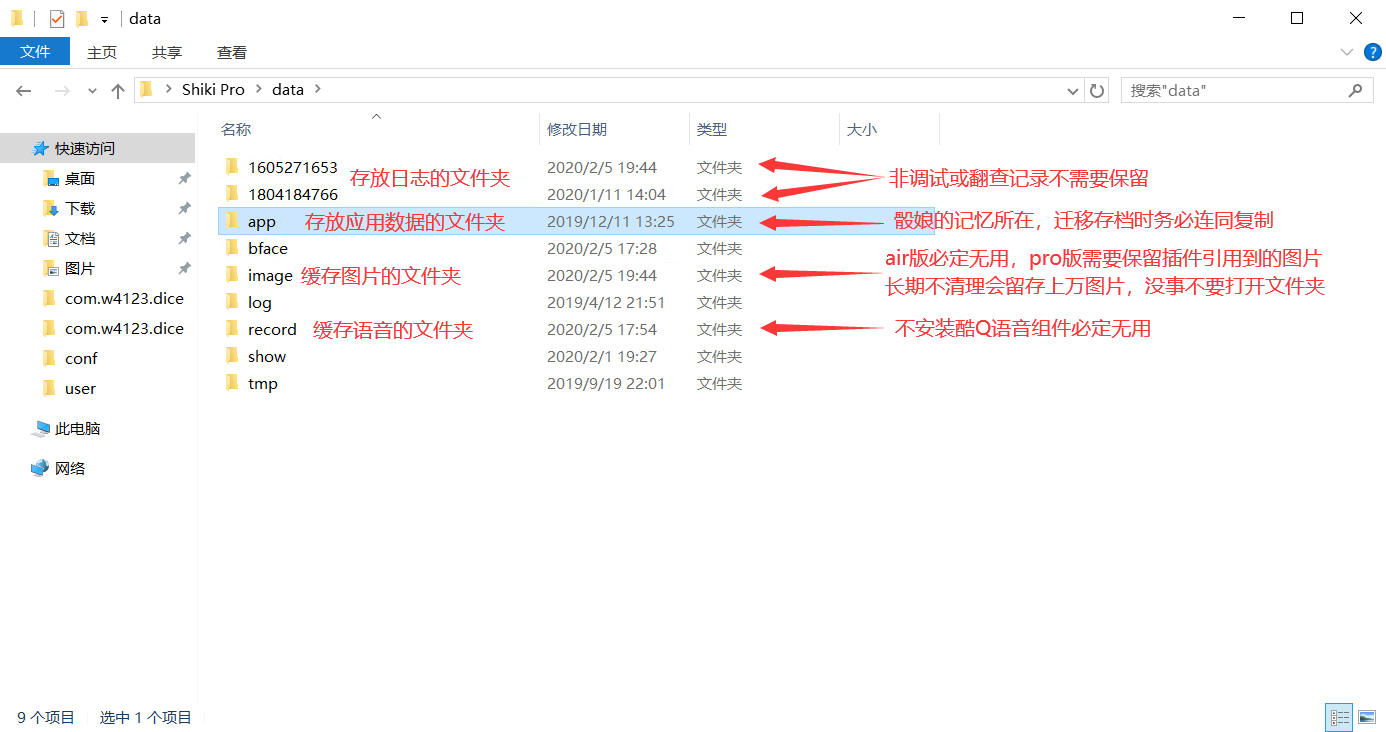 data
文件 主页 共享 查看
Shiki Pro data 搜索"data"
名称 修改日期 类型 大小
快速访问
桌面
下载
文档
图片
com.w4123.dice
com.w4123.dice
conf
user
此电脑
网络
1605271653 2020/2/5 19:44 文件夹
存放日志的文件夹 非调试或翻查记录不需要保留
1804184766 2020/1/11 14:04 文件夹
app 存放应用数据的文件夹 2019/12/11 13:25 文件夹 骰娘的记忆所在，迁移存档时务必连同复制
bface 2020/2/5 17:28 文件夹
air版必定无用，pro版需要保留插件引用到的图片
image 缓存图片的文件夹 2020/2/5 19:44 文件夹
长期不清理会留存上万图片，没事不要打开文件夹
log 2019/4/12 21:51 文件夹
record 缓存语音的文件夹 2020/2/5 17:54 文件夹 不安装酷Q语音组件必定无用
show 2020/2/1 19:27 文件夹
tmp 2019/9/19 22:01 文件夹
9 个项目 选中 1 个项目